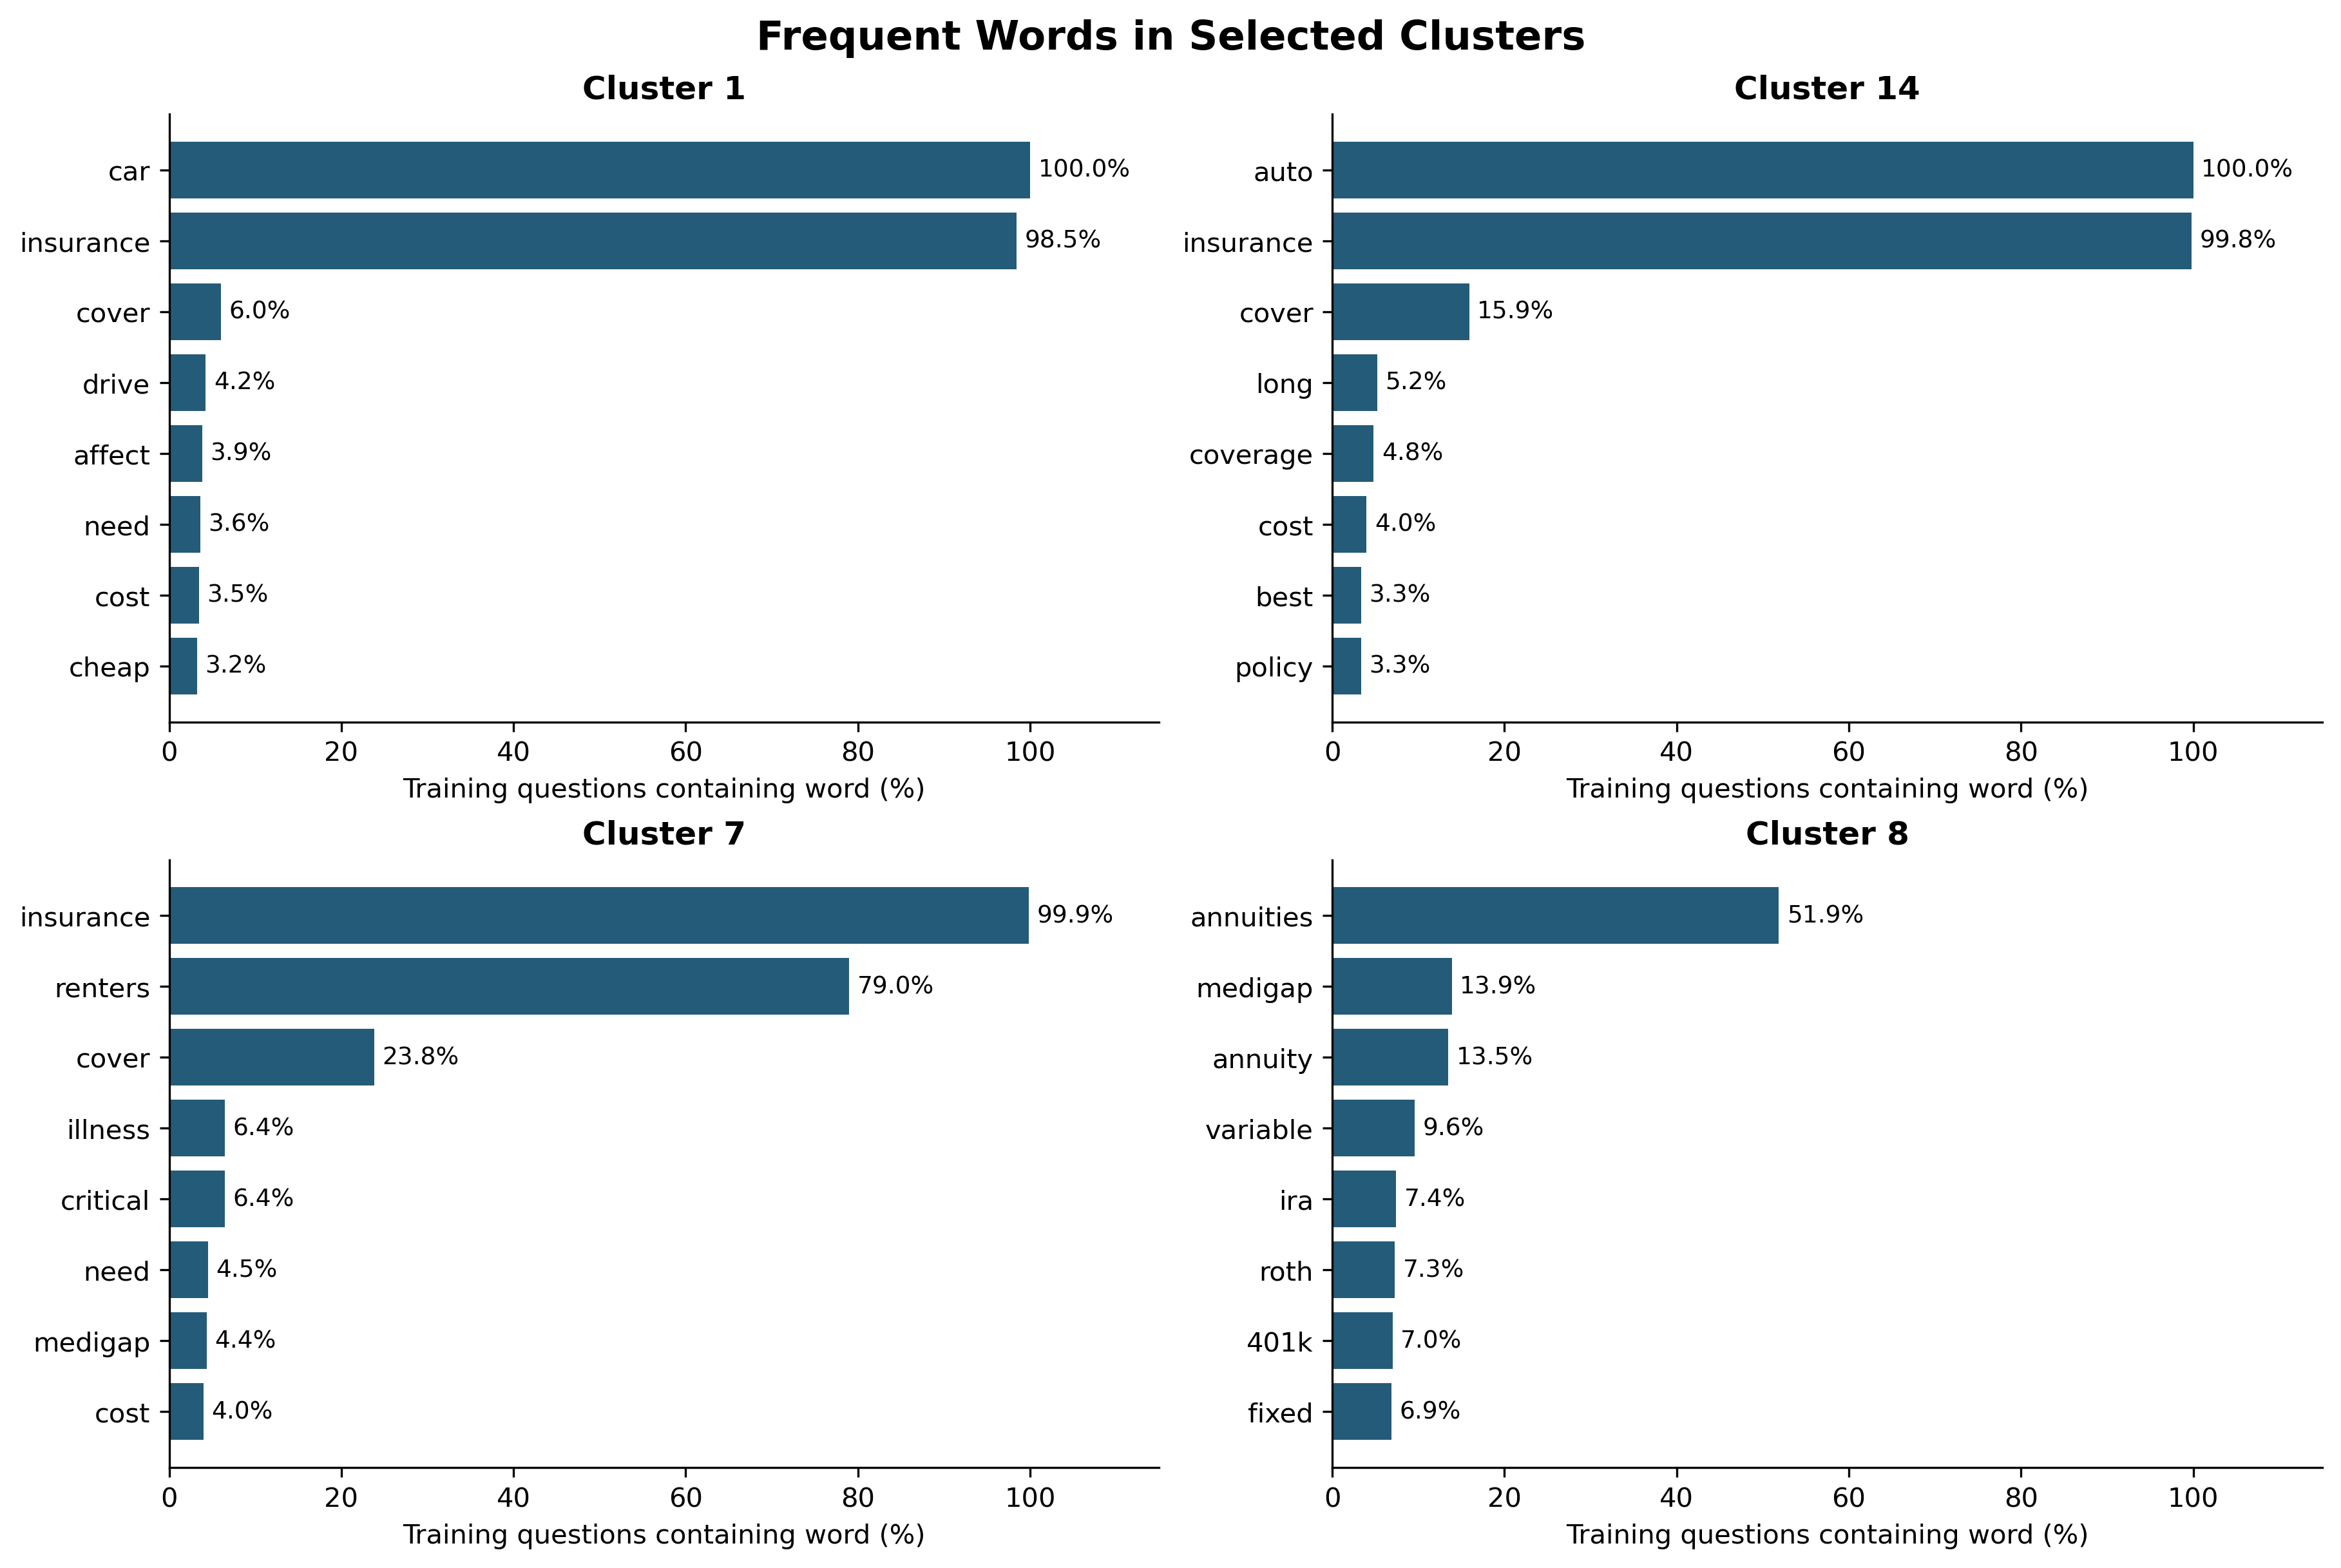 Frequent Words in Selected Clusters
Cluster 1
car 100.0%
insurance 98.5%
cover 6.0%
drive 4.2%
affect 3.9%
need 3.6%
cost 3.5%
cheap 3.2%
0 20 40 60 80 100
Training questions containing word (%)
Cluster 14
auto 100.0%
insurance 99.8%
cover 15.9%
long 5.2%
coverage 4.8%
cost 4.0%
best 3.3%
policy 3.3%
0 20 40 60 80 100
Training questions containing word (%)
Cluster 7
insurance 99.9%
renters 79.0%
cover 23.8%
illness 6.4%
critical 6.4%
need 4.5%
medigap 4.4%
cost 4.0%
0 20 40 60 80 100
Training questions containing word (%)
Cluster 8
annuities 51.9%
medigap 13.9%
annuity 13.5%
variable 9.6%
ira 7.4%
roth 7.3%
401k 7.0%
fixed 6.9%
0 20 40 60 80 100
Training questions containing word (%)